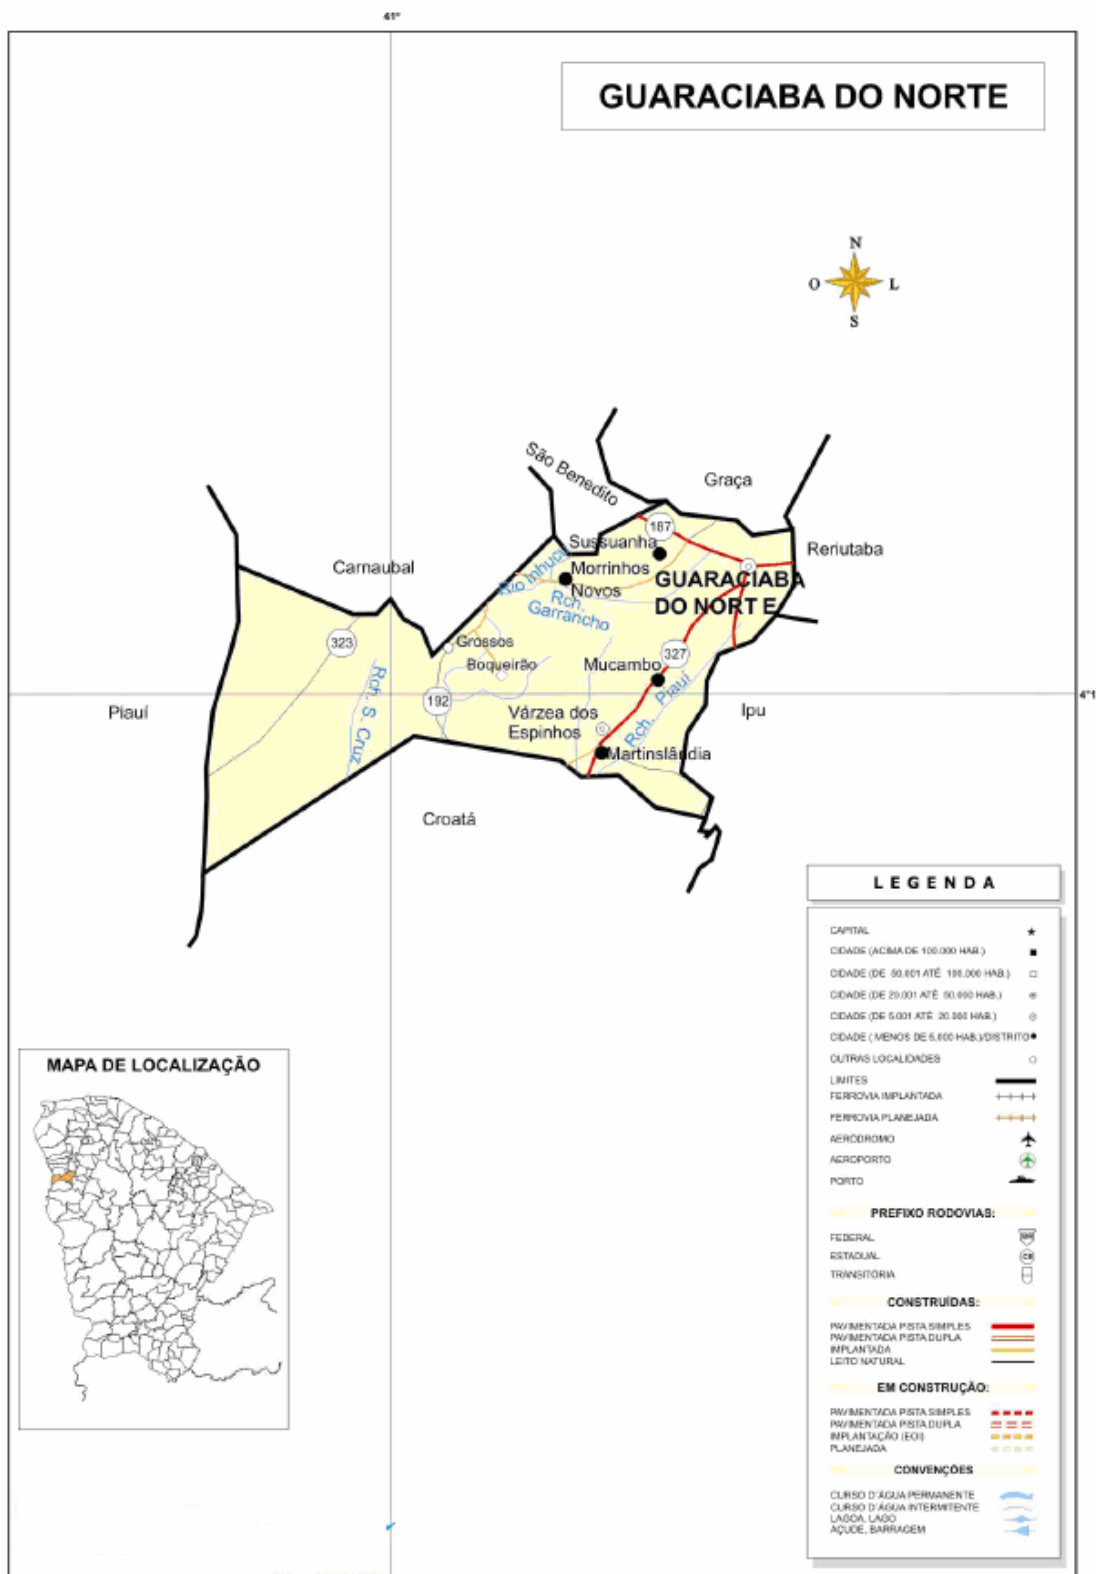 41°
GUARACIABA DO NORTE
N
O
L
S
São Benedito
Graça
187
Sussuanha
Reriutaba
Carnaubal
Rio Inhuçu
Morrinhos
Novos
GUARACIABA
DO NORT E
Rch.
Garrancho
323
Grossos
Boqueirão
Mucambo
327
Rch. S. Cruz
192
Rch. Piauí
Piauí
Várzea dos
Espinhos
Ipu
4°1
Martinslândia
Croatá
LEGENDA
CAPITAL
CIDADE (ACIMA DE 100.000 HAB.)
CIDADE (DE 50.001 ATÉ 100.000 HAB.)
CIDADE (DE 20.001 ATÉ 50.000 HAB.)
CIDADE (DE 5.001 ATÉ 20.000 HAB.)
CIDADE ( MENOS DE 5.000 HAB.)/DISTRITO
OUTRAS LOCALIDADES
LIMITES
FERROVIA IMPLANTADA
FERROVIA PLANEJADA
AERÓDROMO
AEROPORTO
PORTO
PREFIXO RODOVIAS:
FEDERAL
BR
ESTADUAL
CE
TRANSITÓRIA
CONSTRUÍDAS:
PAVIMENTADA PISTA SIMPLES
PAVIMENTADA PISTA DUPLA
IMPLANTADA
LEITO NATURAL
EM CONSTRUÇÃO:
PAVIMENTADA PISTA SIMPLES
PAVIMENTADA PISTA DUPLA
IMPLANTAÇÃO (EOI)
PLANEJADA
CONVENÇÕES
CURSO D'ÁGUA PERMANENTE
CURSO D'ÁGUA INTERMITENTE
LAGOA, LAGO
AÇUDE, BARRAGEM
MAPA DE LOCALIZAÇÃO